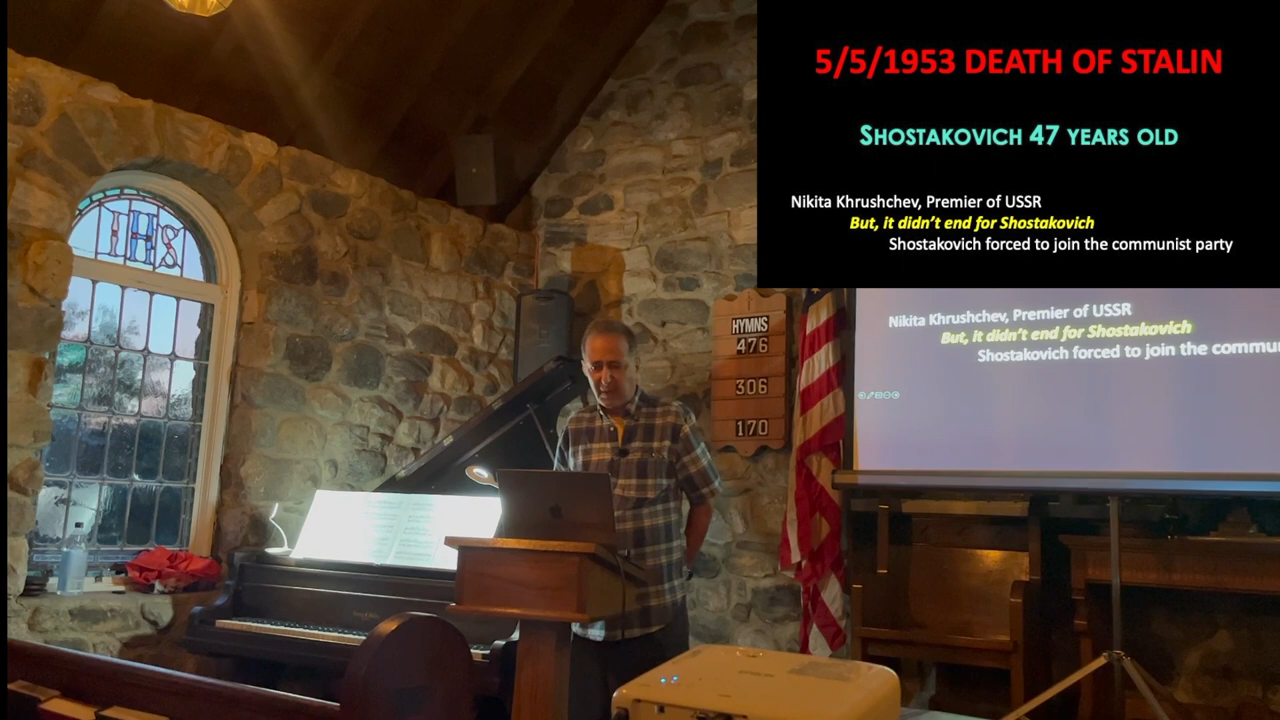 5/5/1953 DEATH OF STALIN
SHOSTAKOVICH 47 YEARS OLD
Nikita Khrushchev, Premier of USSR
But, it didn't end for Shostakovich
Shostakovich forced to join the communist party
IHS
HYMNS
476
306
170
Nikita Khrushchev, Premier of USSR
But, it didn't end for Shostakovich
Shostakovich forced to join the commu